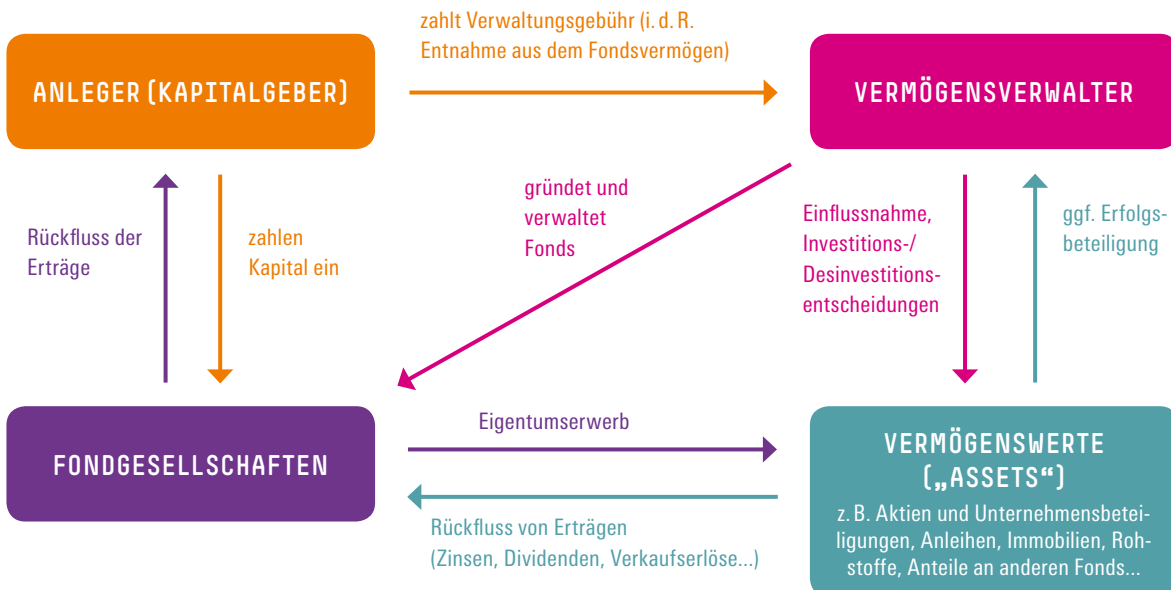 zahlt Verwaltungsgebühr (i. d. R.
Entnahme aus dem Fondsvermögen)
ANLEGER (KAPITALGEBER)
VERMÖGENSVERWALTER
Rückfluss der
Erträge
zahlen
Kapital ein
gründet und
verwaltet
Fonds
Einflussnahme,
Investitions-/
Desinvestitions-
entscheidungen
ggf. Erfolgs-
beteiligung
FONDGESELLSCHAFTEN
Eigentumserwerb
Rückfluss von Erträgen
(Zinsen, Dividenden, Verkaufserlöse...)
VERMÖGENSWERTE
(„ASSETS“)
z. B. Aktien und Unternehmensbetei-
ligungen, Anleihen, Immobilien, Roh-
stoffe, Anteile an anderen Fonds...